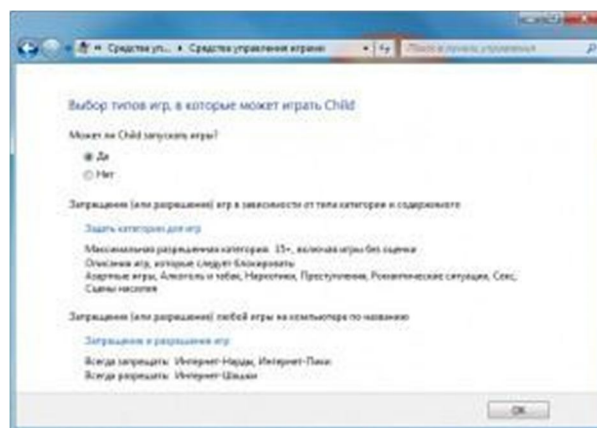 « Средства уп... ▸ Средства управления играми
Поиск в панели управления
Выбор типов игр, в которые может играть Child
Может ли Child запускать игры?
Да
Нет
Запрещение (или разрешение) игр в зависимости от типа категории и содержимого
Задать категории для игр
Максимальная разрешенная категория: 15+, включая игры без оценки
Описания игр, которые следует блокировать
Азартные игры, Алкоголь и табак, Наркотики, Преступления, Романтические ситуации, Секс,
Сцены насилия
Запрещение (или разрешение) любой игры на компьютере по названию
Запрещение и разрешение игр
Всегда запрещать: Интернет-Нарды, Интернет-Пики
Всегда разрешать: Интернет-Шашки
OK